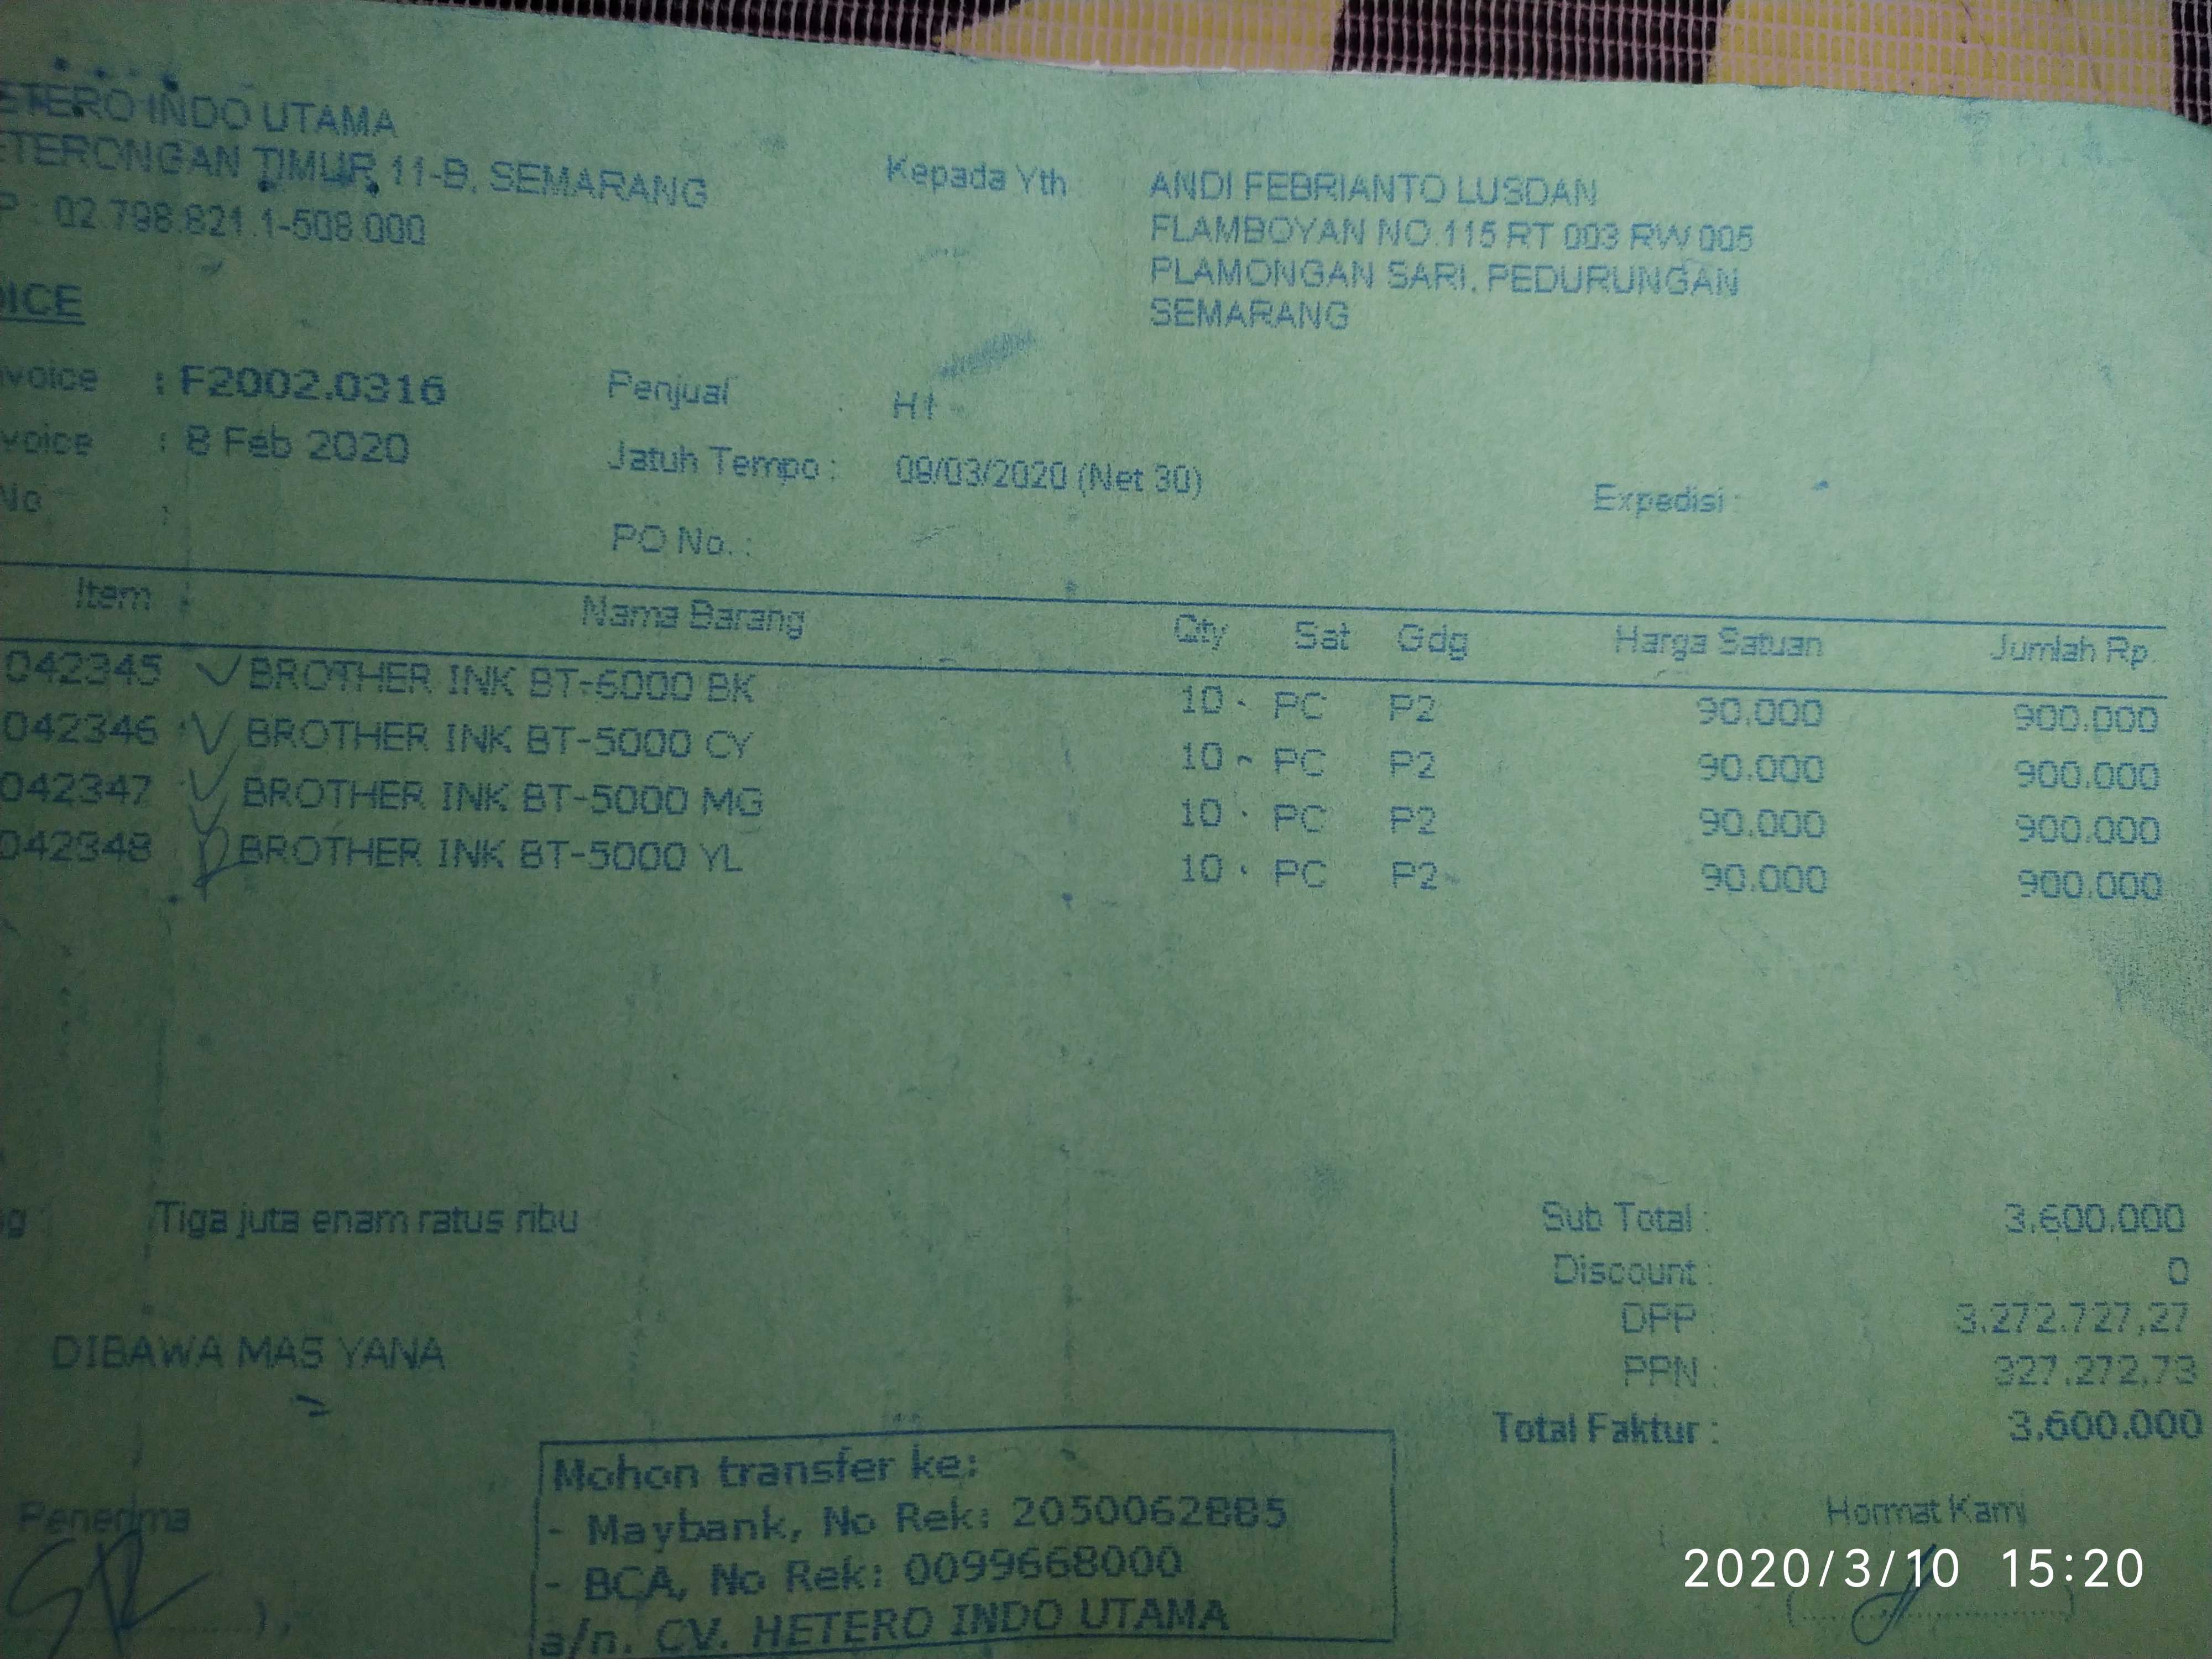 ETERO INDO UTAMA
ETERONGAN TIMUR 11-B, SEMARANG
P : 02.798.821.1-508.000
Kepada Yth
ANDI FEBRIANTO LUSDAN
FLAMBOYAN NO.115 RT 003 RW 005
PLAMONGAN SARI, PEDURUNGAN
SEMARANG
OICE
nvoice : F2002.0316 Penjual : H1
nvoice : 8 Feb 2020 Jatuh Tempo : 09/03/2020 (Net 30) Expedisi :
No : PO No. :
Item Nama Barang Qty Sat Gdg Harga Satuan Jumlah Rp.
042345 BROTHER INK BT-6000 BK 10 PC P2 90.000 900.000
042346 BROTHER INK BT-5000 CY 10 PC P2 90.000 900.000
042347 BROTHER INK BT-5000 MG 10 PC P2 90.000 900.000
042348 BROTHER INK BT-5000 YL 10 PC P2 90.000 900.000
g Tiga juta enam ratus ribu
Sub Total : 3.600.000
Discount : 0
DPP : 3.272.727,27
PPN : 327.272,73
Total Faktur : 3.600.000
DIBAWA MAS YANA
Penerima
Mohon transfer ke:
- Maybank, No Rek: 2050062885
- BCA, No Rek: 0099668000
a/n. CV. HETERO INDO UTAMA
Hormat Kami
2020/3/10 15:20